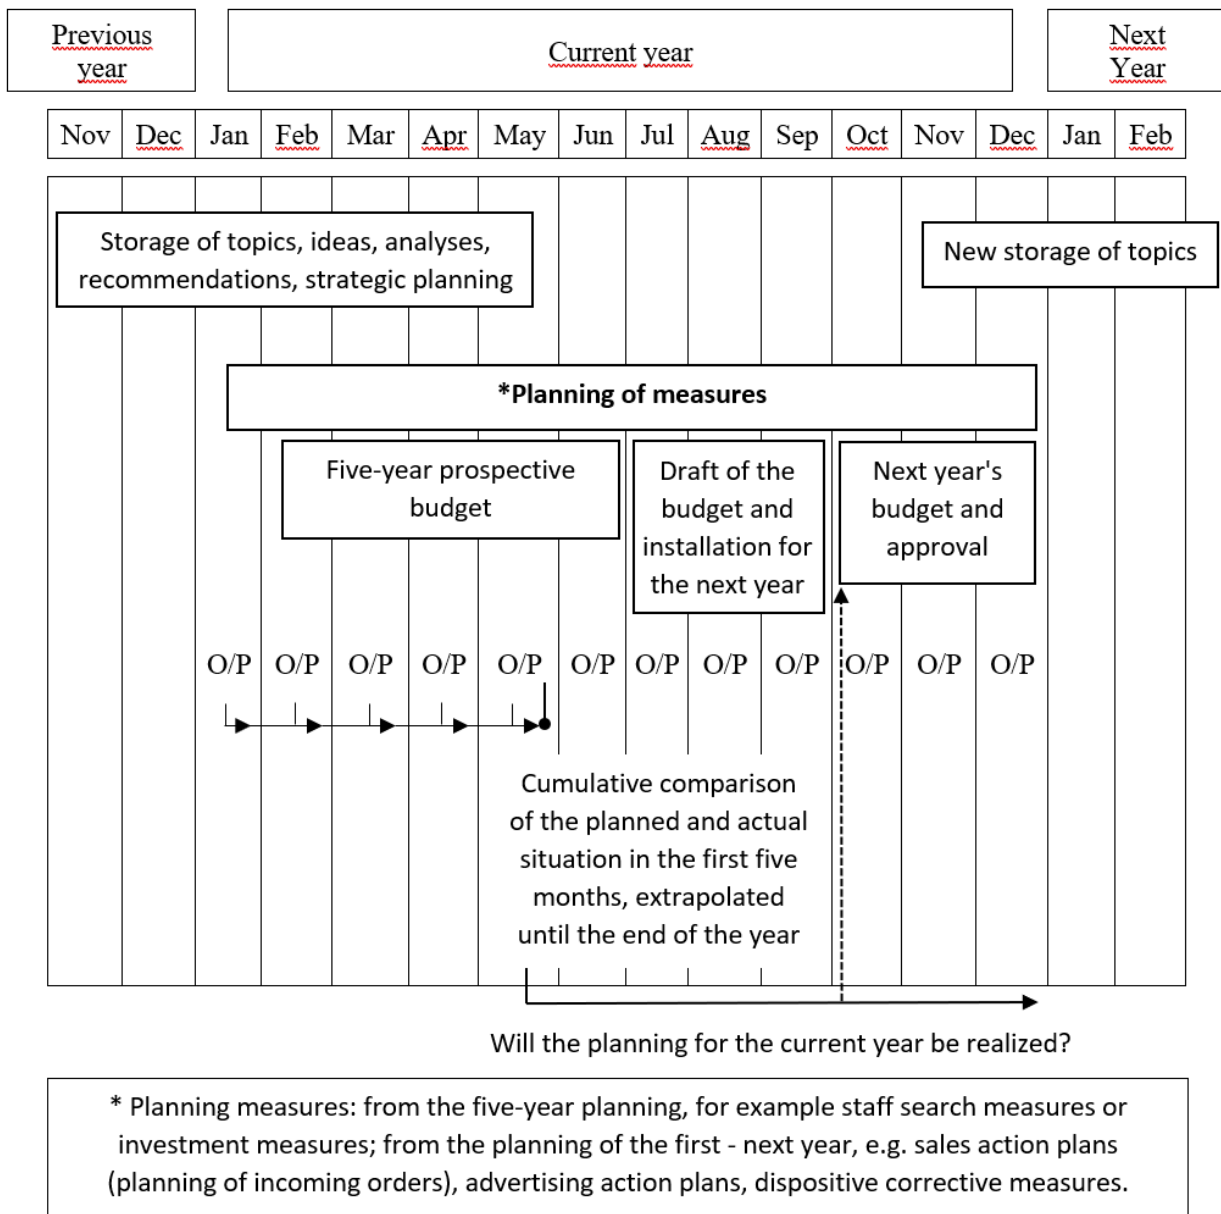 Previous
year
Current year
Next
Year
Nov Dec Jan Feb Mar Apr May Jun Jul Aug Sep Oct Nov Dec Jan Feb
Storage of topics, ideas, analyses,
recommendations, strategic planning
New storage of topics
*Planning of measures
Five-year prospective
budget
Draft of the
budget and
installation for
the next year
Next year's
budget and
approval
O/P O/P O/P O/P O/P O/P O/P O/P O/P O/P O/P O/P
Cumulative comparison
of the planned and actual
situation in the first five
months, extrapolated
until the end of the year
Will the planning for the current year be realized?
* Planning measures: from the five-year planning, for example staff search measures or
investment measures; from the planning of the first - next year, e.g. sales action plans
(planning of incoming orders), advertising action plans, dispositive corrective measures.